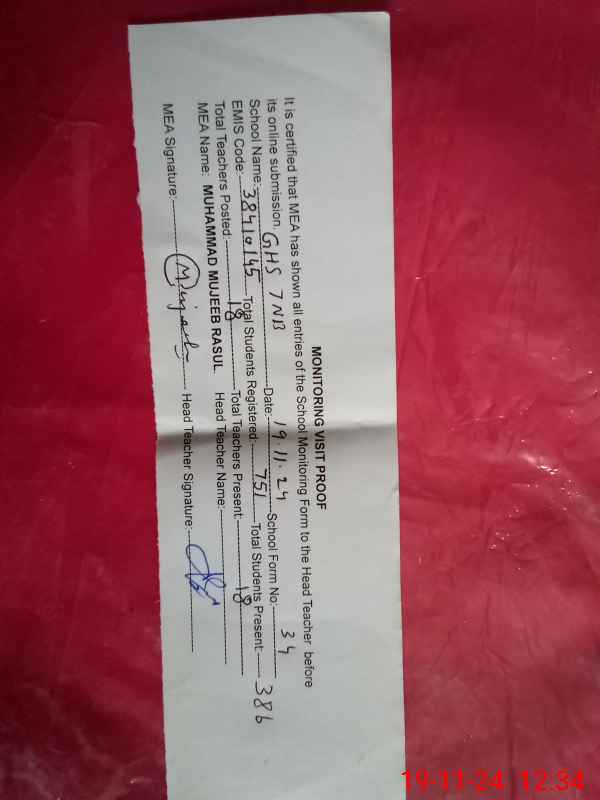 MONITORING VISIT PROOF
It is certified that MEA has shown all entries of the School Monitoring Form to the Head Teacher before
its online submission.
School Name: GHS 7NB Date: 19.11.24 School Form No: 34
EMIS Code: 38410145 Total Students Registered: 751 Total Students Present: 386
Total Teachers Posted: 18 Total Teachers Present: 18
MEA Name: MUHAMMAD MUJEEB RASUL Head Teacher Name:
MEA Signature: Head Teacher Signature:
19-11-24 12:34